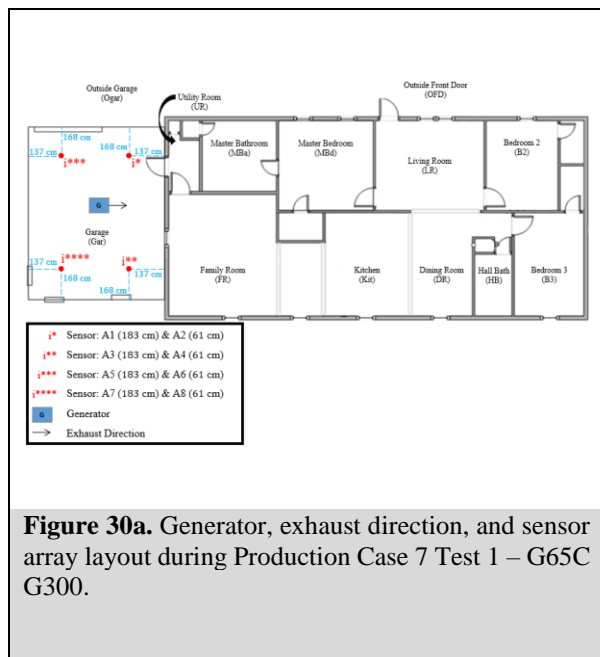 Outside Garage
(Ogar)
Utility Room
(UR)
Outside Front Door
(OFD)
168 cm
168 cm
137 cm
137 cm
i***
i*
Master Bathroom
(MBa)
Master Bedroom
(MBd)
Living Room
(LR)
Bedroom 2
(B2)
G
Garage
(Gar)
i****
i**
137 cm
137 cm
168 cm
168 cm
Family Room
(FR)
Kitchen
(Kit)
Dining Room
(DR)
Hall Bath
(HB)
Bedroom 3
(B3)
i* Sensor: A1 (183 cm) & A2 (61 cm)
i** Sensor: A3 (183 cm) & A4 (61 cm)
i*** Sensor: A5 (183 cm) & A6 (61 cm)
i**** Sensor: A7 (183 cm) & A8 (61 cm)
G Generator
Exhaust Direction
Figure 30a. Generator, exhaust direction, and sensor
array layout during Production Case 7 Test 1 – G65C
G300.